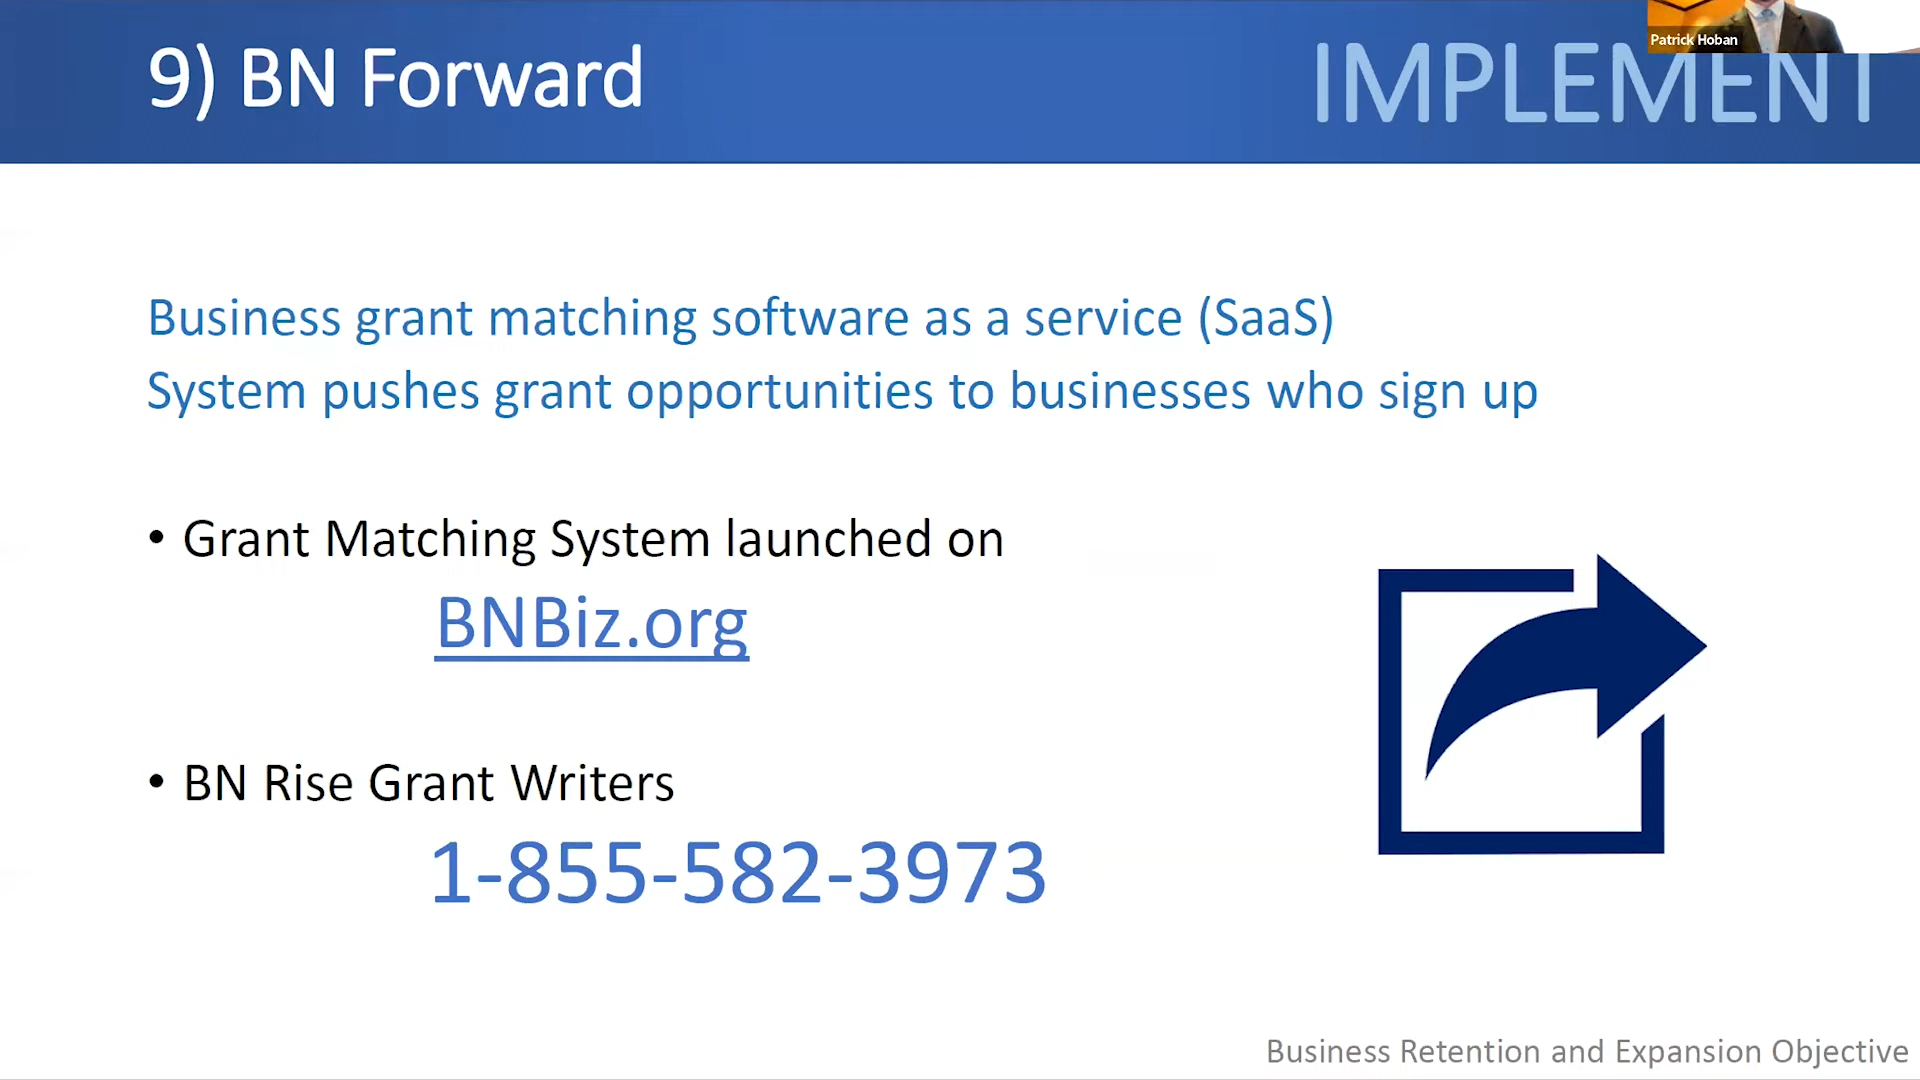 9) BN Forward
IMPLEMENT
Patrick Hoban
Business grant matching software as a service (SaaS)
System pushes grant opportunities to businesses who sign up
• Grant Matching System launched on
BNBiz.org
• BN Rise Grant Writers
1-855-582-3973
Business Retention and Expansion Objective